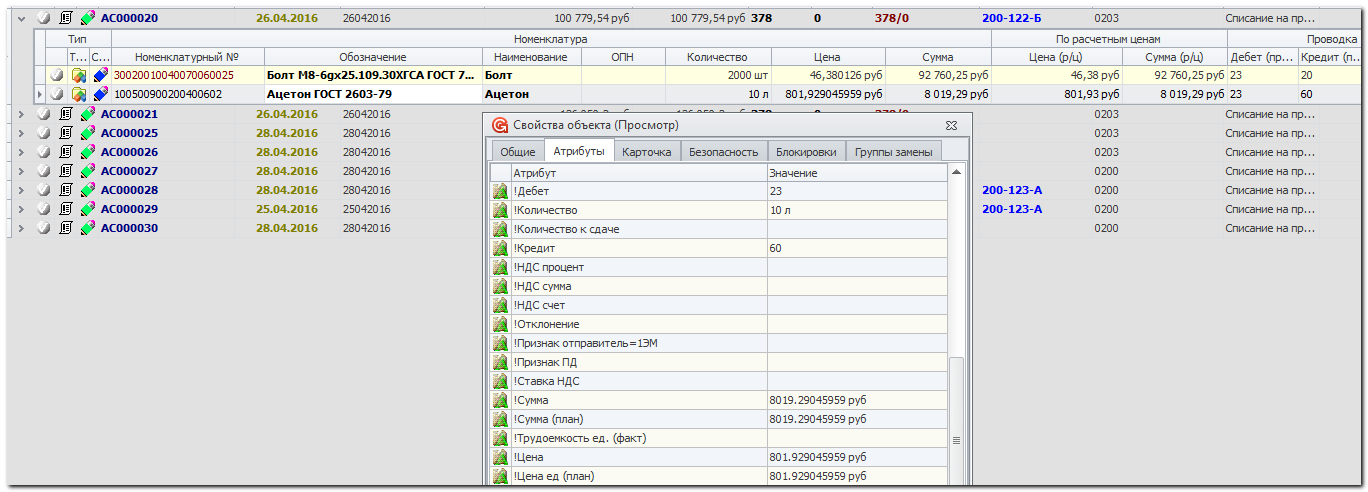 АС000020 26.04.2016 26042016 100 779,54 руб 100 779,54 руб 378 0 378/0 200-122-Б 0203 Списание на пр...
Тип Номенклатура По расчетным ценам Проводка
Т... С... Номенклатурный № Обозначение Наименование ОПН Количество Цена Сумма Цена (р/ц) Сумма (р/ц) Дебет (пр... Кредит (п...
30020010040070060025 Болт М8-6gx25.109.30ХГСА ГОСТ 7... Болт 2000 шт 46,380126 руб 92 760,25 руб 46,38 руб 92 760,25 руб 23 20
100500900200400602 Ацетон ГОСТ 2603-79 Ацетон 10 л 801,929045959 руб 8 019,29 руб 801,93 руб 8 019,29 руб 23 60
АС000021 26.04.2016 26042016 0203 Списание на пр...
АС000025 28.04.2016 28042016 0203 Списание на пр...
АС000026 28.04.2016 28042016 0203 Списание на пр...
АС000027 28.04.2016 28042016 0200 Списание на пр...
АС000028 28.04.2016 28042016 200-123-А 0200 Списание на пр...
АС000029 25.04.2016 25042016 200-123-А 0200 Списание на пр...
АС000030 28.04.2016 28042016 0200 Списание на пр...
Свойства объекта (Просмотр)
Общие Атрибуты Карточка Безопасность Блокировки Группы замены
Атрибут Значение
!Дебет 23
!Количество 10 л
!Количество к сдаче
!Кредит 60
!НДС процент
!НДС сумма
!НДС счет
!Отклонение
!Признак отправитель=1ЭМ
!Признак ПД
!Ставка НДС
!Сумма 8019.29045959 руб
!Сумма (план) 8019.29045959 руб
!Трудоемкость ед. (факт)
!Цена 801.929045959 руб
!Цена ед (план) 801.929045959 руб